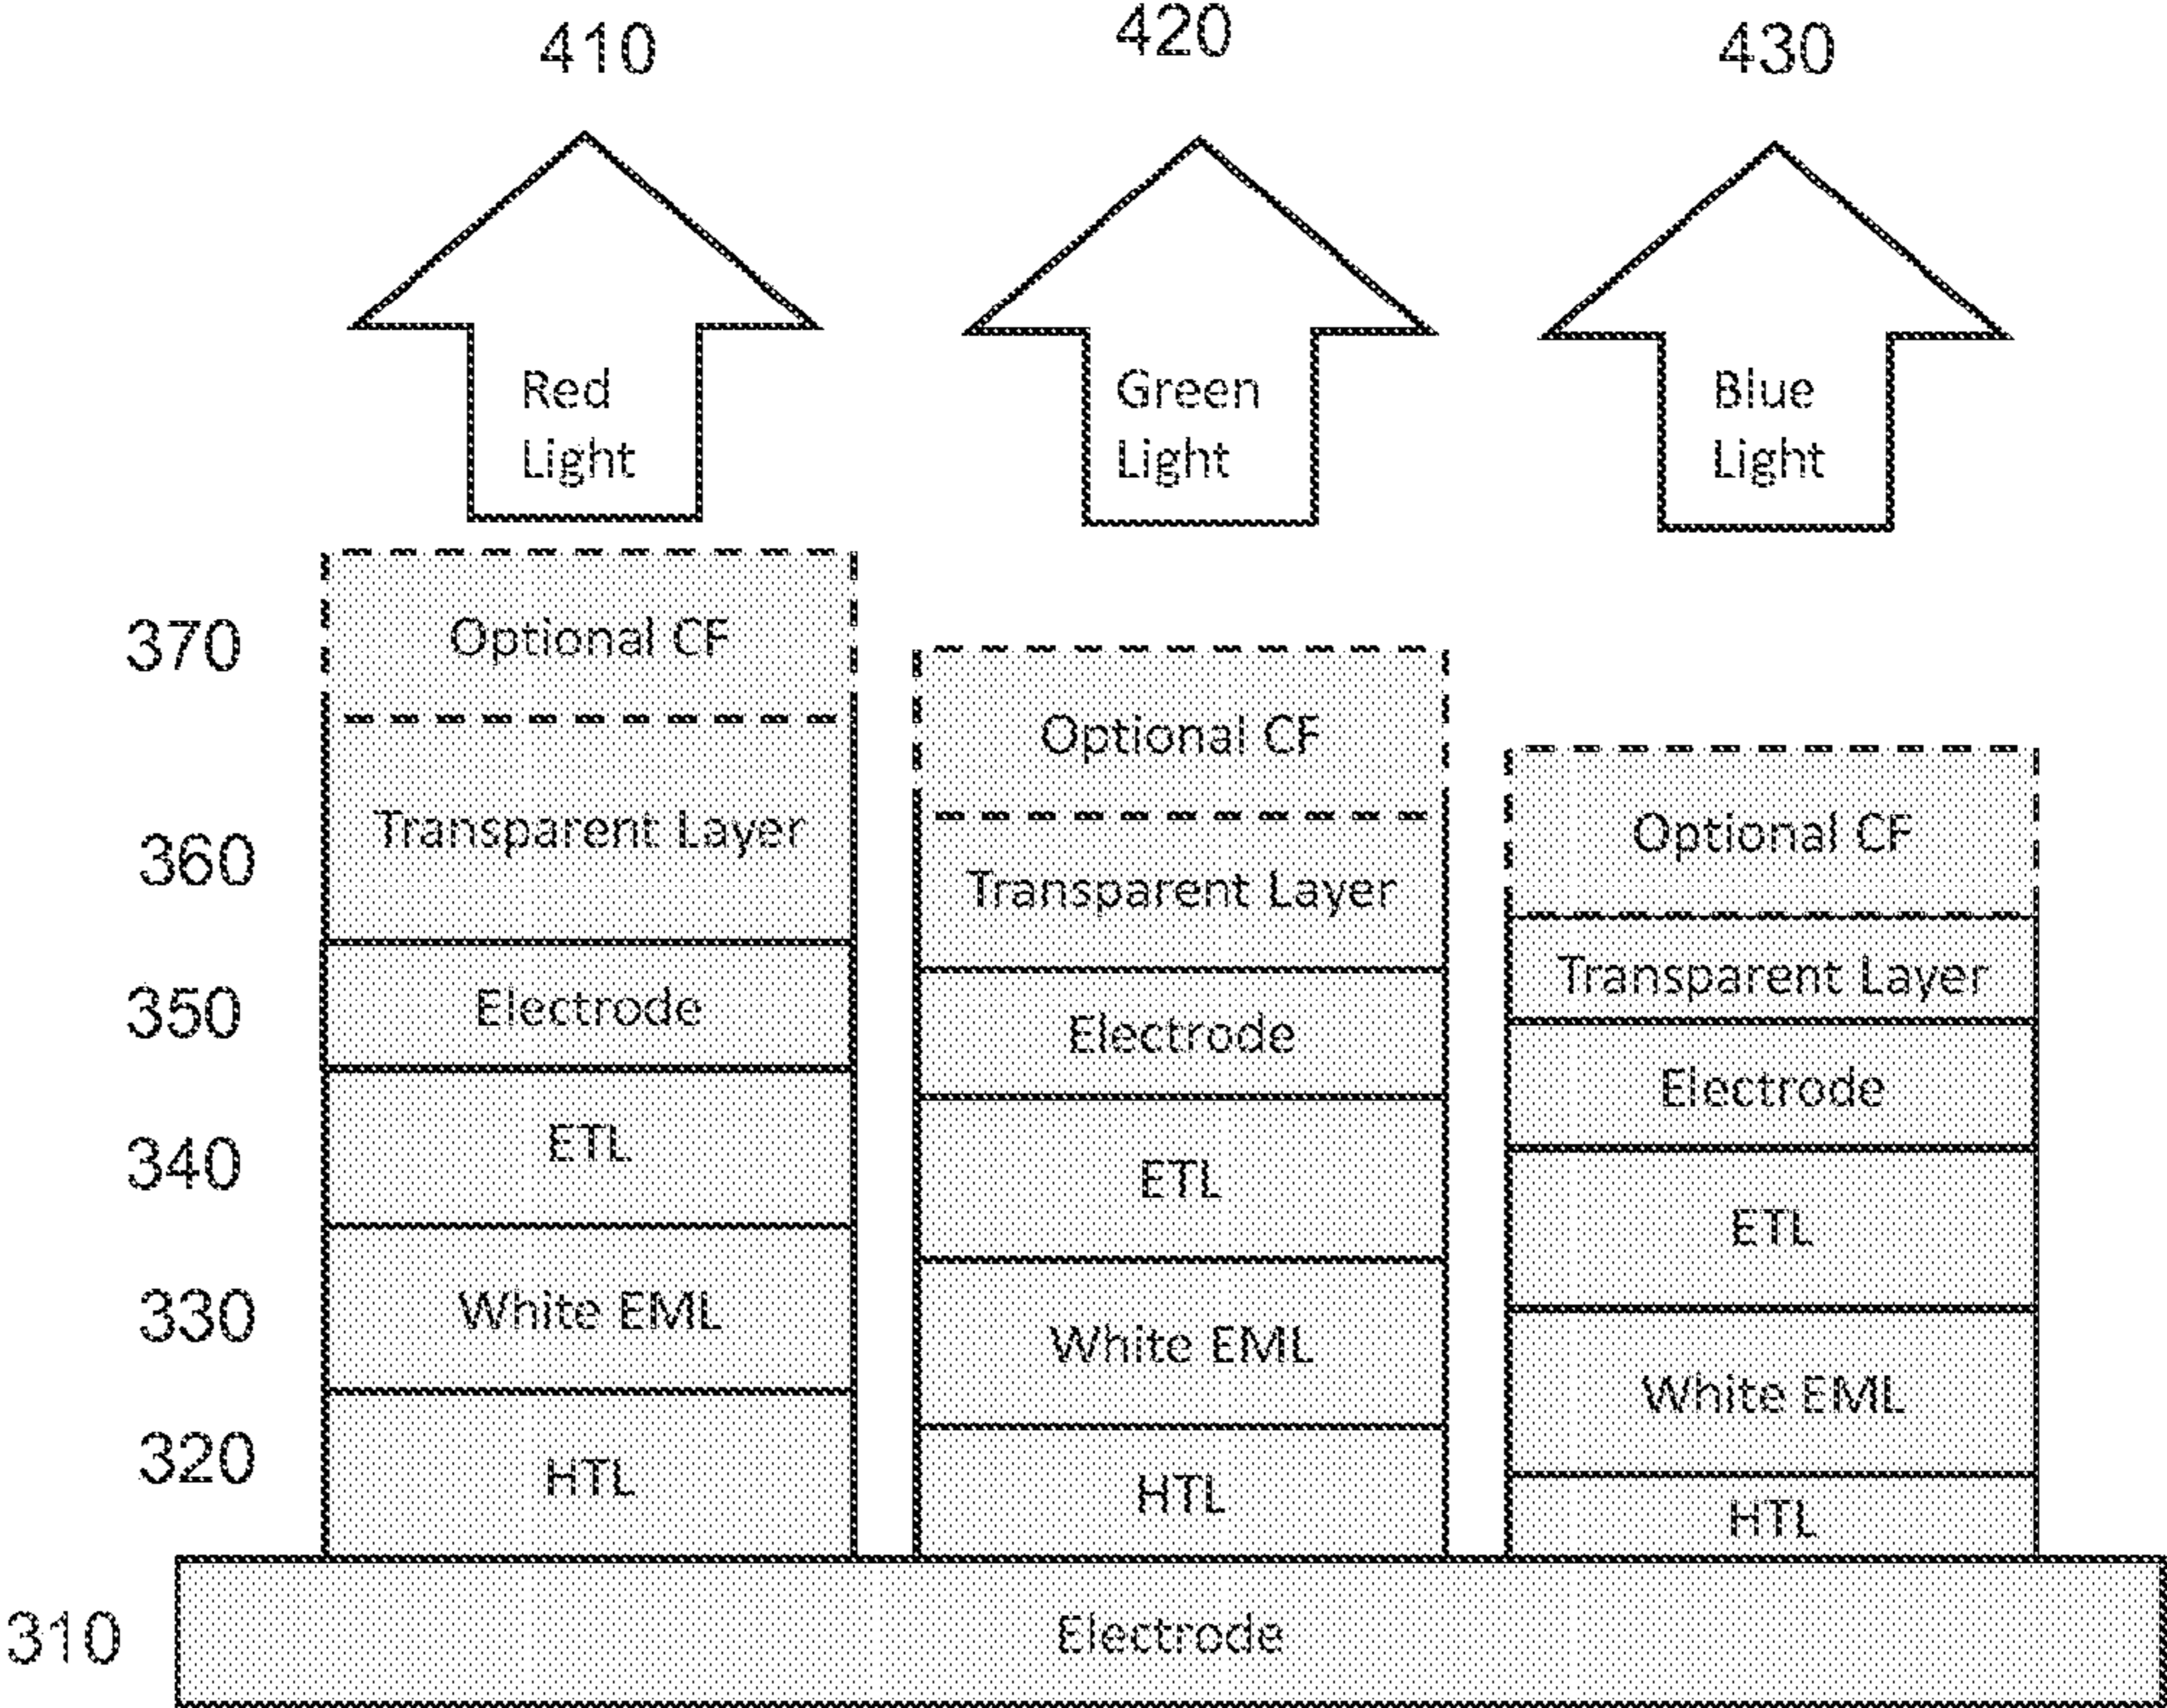 410
420
430
Red
Light
Green
Light
Blue
Light
370
Optional CF
Optional CF
Optional CF
360
Transparent Layer
Transparent Layer
Transparent Layer
350
Electrode
Electrode
Electrode
340
ETL
ETL
ETL
330
White EML
White EML
White EML
320
HTL
HTL
HTL
310
Electrode